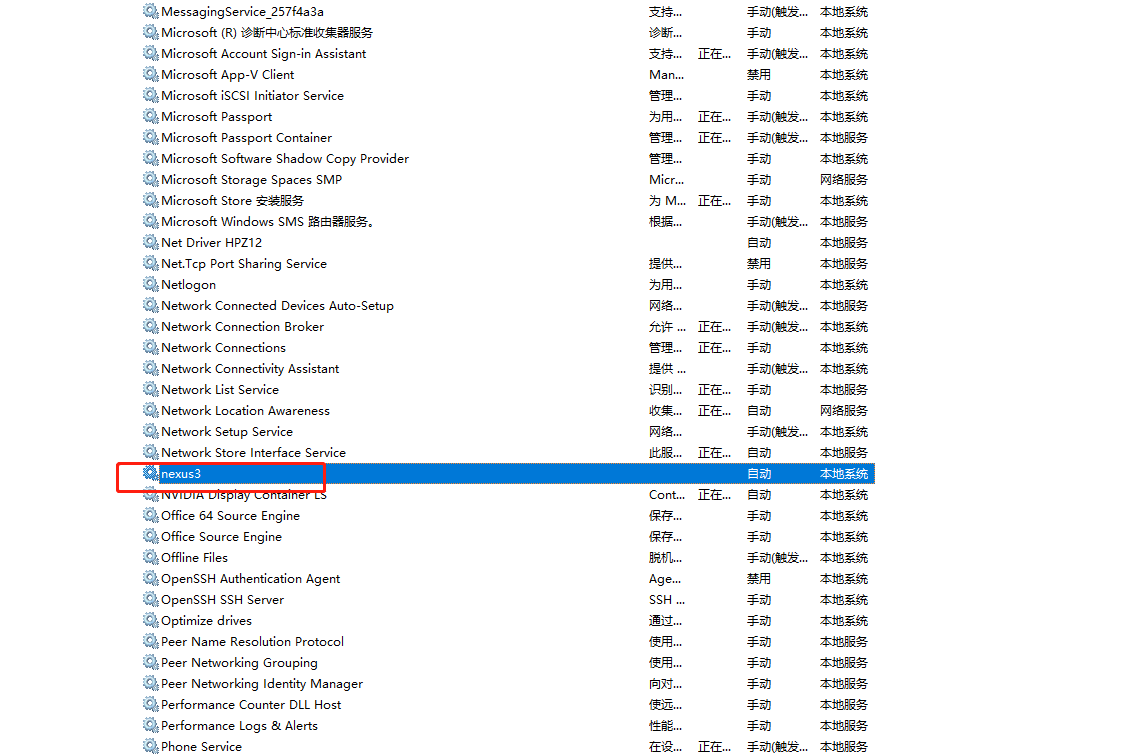 MessagingService_257f4a3a 支持... 手动(触发... 本地系统
Microsoft (R) 诊断中心标准收集器服务 诊断... 手动 本地系统
Microsoft Account Sign-in Assistant 支持... 正在... 手动(触发... 本地系统
Microsoft App-V Client Man... 禁用 本地系统
Microsoft iSCSI Initiator Service 管理... 手动 本地系统
Microsoft Passport 为用... 正在... 手动(触发... 本地系统
Microsoft Passport Container 管理... 正在... 手动(触发... 本地服务
Microsoft Software Shadow Copy Provider 管理... 手动 本地系统
Microsoft Storage Spaces SMP Micr... 手动 网络服务
Microsoft Store 安装服务 为 M... 正在... 手动 本地系统
Microsoft Windows SMS 路由器服务。 根据... 手动(触发... 本地系统
Net Driver HPZ12 自动 本地服务
Net.Tcp Port Sharing Service 提供... 禁用 本地服务
Netlogon 为用... 手动 本地系统
Network Connected Devices Auto-Setup 网络... 手动(触发... 本地服务
Network Connection Broker 允许 ... 正在... 手动(触发... 本地系统
Network Connections 管理... 正在... 手动 本地系统
Network Connectivity Assistant 提供 ... 手动(触发... 本地系统
Network List Service 识别... 正在... 手动 本地服务
Network Location Awareness 收集... 正在... 自动 网络服务
Network Setup Service 网络... 手动(触发... 本地系统
Network Store Interface Service 此服... 正在... 自动 本地服务
nexus3 自动 本地系统
NVIDIA Display Container LS Cont... 正在... 自动 本地系统
Office 64 Source Engine 保存... 手动 本地系统
Office Source Engine 保存... 手动 本地系统
Offline Files 脱机... 手动(触发... 本地系统
OpenSSH Authentication Agent Age... 禁用 本地系统
OpenSSH SSH Server SSH ... 手动 本地系统
Optimize drives 通过... 手动 本地系统
Peer Name Resolution Protocol 使用... 手动 本地服务
Peer Networking Grouping 使用... 手动 本地服务
Peer Networking Identity Manager 向对... 手动 本地服务
Performance Counter DLL Host 使远... 手动 本地服务
Performance Logs & Alerts 性能... 手动 本地服务
Phone Service 在设... 正在... 手动(触发... 本地服务